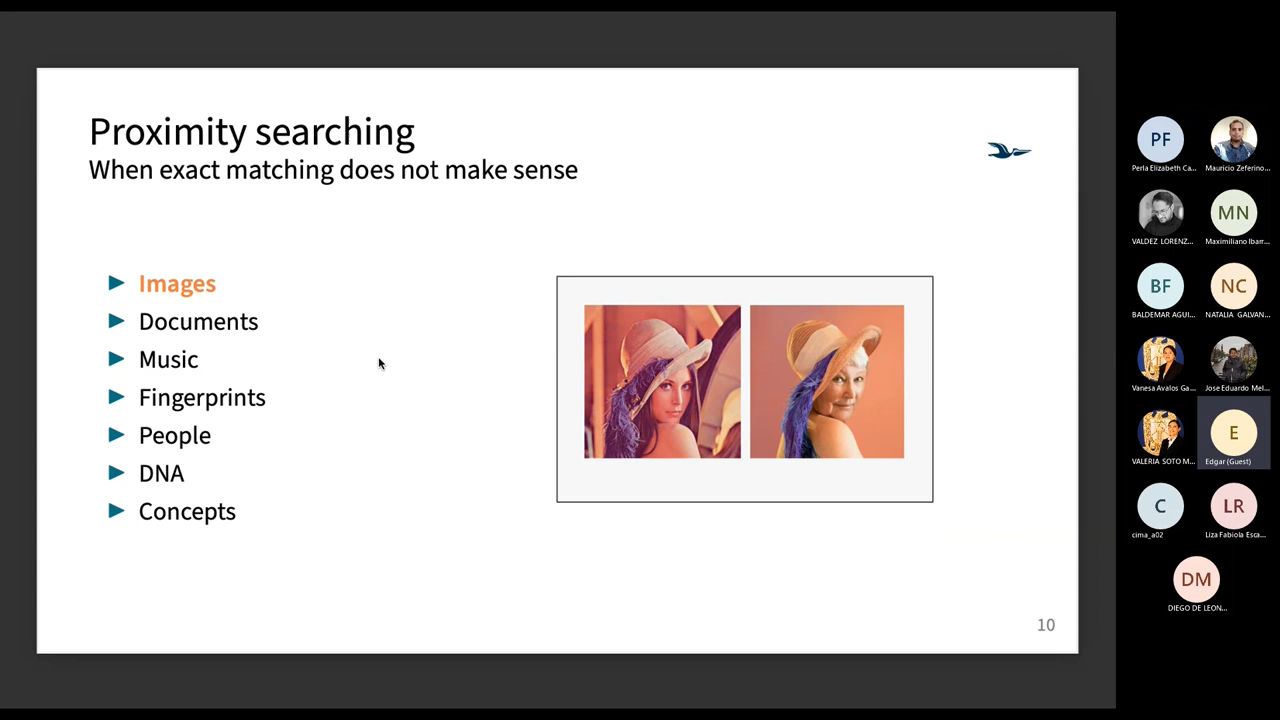 Proximity searching
When exact matching does not make sense
Images
Documents
Music
Fingerprints
People
DNA
Concepts
10
PF
Perla Elizabeth Ca...
Mauricio Zeferino...
VALDEZ LORENZ...
MN
Maximiliano Ibarr...
BF
BALDEMAR AGUI...
NC
NATALIA GALVAN...
Vanesa Avalos Ga...
Jose Eduardo Mel...
VALERIA SOTO M...
E
Edgar (Guest)
C
cima_a02
LR
Liza Fabiola Esca...
DM
DIEGO DE LEON...